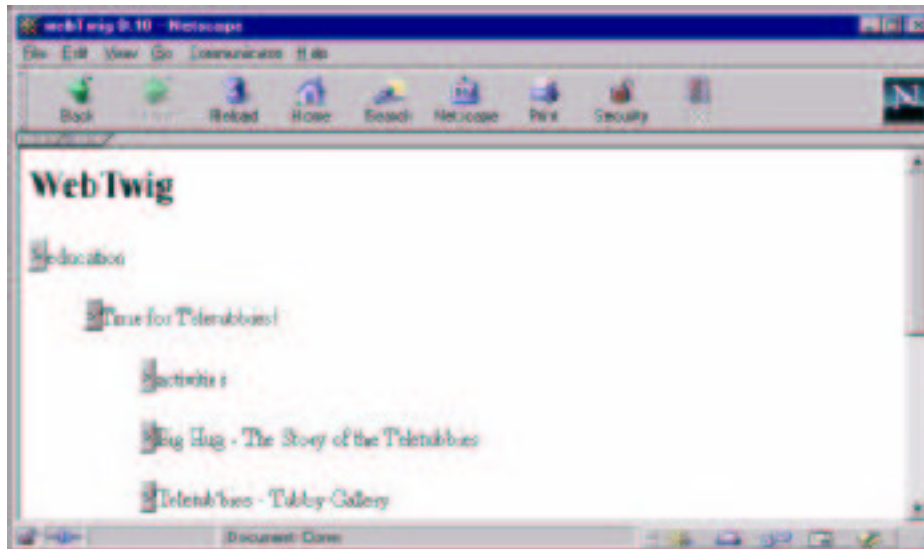 webTwig 0.10 - Netscape
File Edit View Go Communicator Help
Back Reload Home Search Netscape Print Security
WebTwig
education
Time for Teletubbies!
activities
Big Hug - The Story of the Teletubbies
Teletubbies - Tubby Gallery
Document: Done